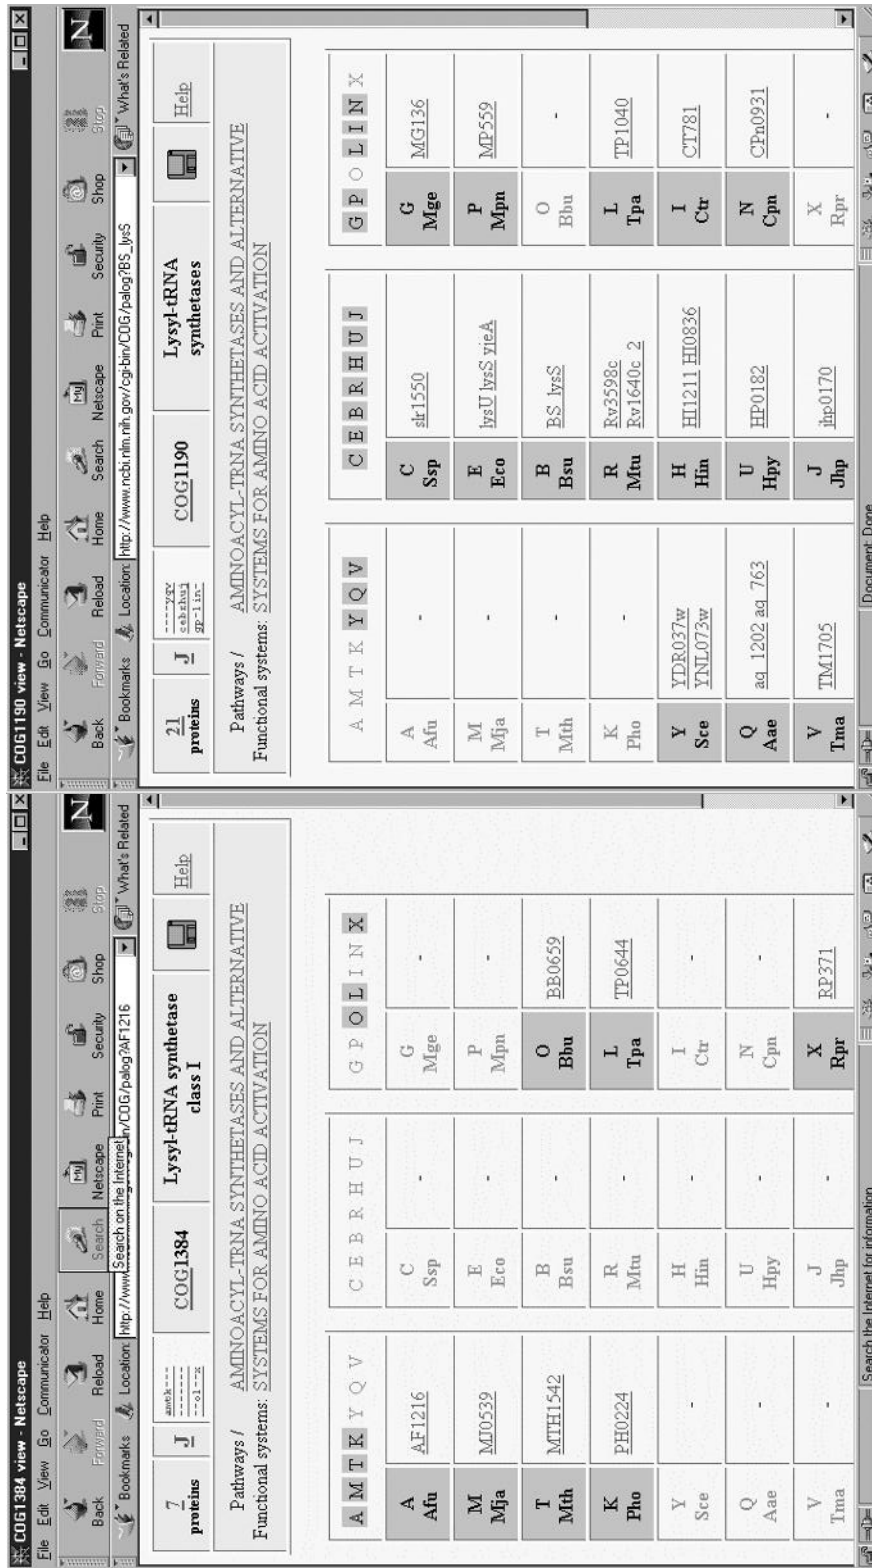 COG1384 view - Netscape
File Edit View Go Communicator Help
Back Forward Reload Home Search Netscape Print Security Shop Stop
Bookmarks Location: http://www /COG/palog?AF1216 What's Related
Search on the Internet
7 proteins J amtk--- ------- --ol--x COG1384 Lysyl-tRNA synthetase class I Help
Pathways / AMINOACYL-TRNA SYNTHETASES AND ALTERNATIVE
Functional systems: SYSTEMS FOR AMINO ACID ACTIVATION
A M T K Y Q V C E B R H U J G P O L I N X
A Afu AF1216 C Ssp - G Mge -
M Mja MJ0539 E Eco - P Mpn -
T Mth MTH1542 B Bsu - O Bbu BB0659
K Pho PH0224 R Mtu - L Tpa TP0644
Y Sce - H Hin - I Ctr -
Q Aae - U Hpy - N Cpn -
V Tma - J Jhp - X Rpr RP371
Search the Internet for information
COG1190 view - Netscape
File Edit View Go Communicator Help
Back Forward Reload Home Search Netscape Print Security Shop Stop
Bookmarks Location: http://www.ncbi.nlm.nih.gov/cgi-bin/COG/palog?BS_lysS What's Related
21 proteins J ----yqv cebrhuj gp-lin- COG1190 Lysyl-tRNA synthetases Help
Pathways / AMINOACYL-TRNA SYNTHETASES AND ALTERNATIVE
Functional systems: SYSTEMS FOR AMINO ACID ACTIVATION
A M T K Y Q V C E B R H U J G P O L I N X
A Afu - C Ssp slr1550 G Mge MG136
M Mja - E Eco lysU lysS yjeA P Mpn MP559
T Mth - B Bsu BS_lysS O Bbu -
K Pho - R Mtu Rv3598c Rv1640c_2 L Tpa TP1040
Y Sce YDR037w YNL073w H Hin HI1211 HI0836 I Ctr CT781
Q Aae aq_1202 aq_763 U Hpy HP0182 N Cpn CPn0931
V Tma TM1705 J Jhp jhp0170 X Rpr -
Document: Done